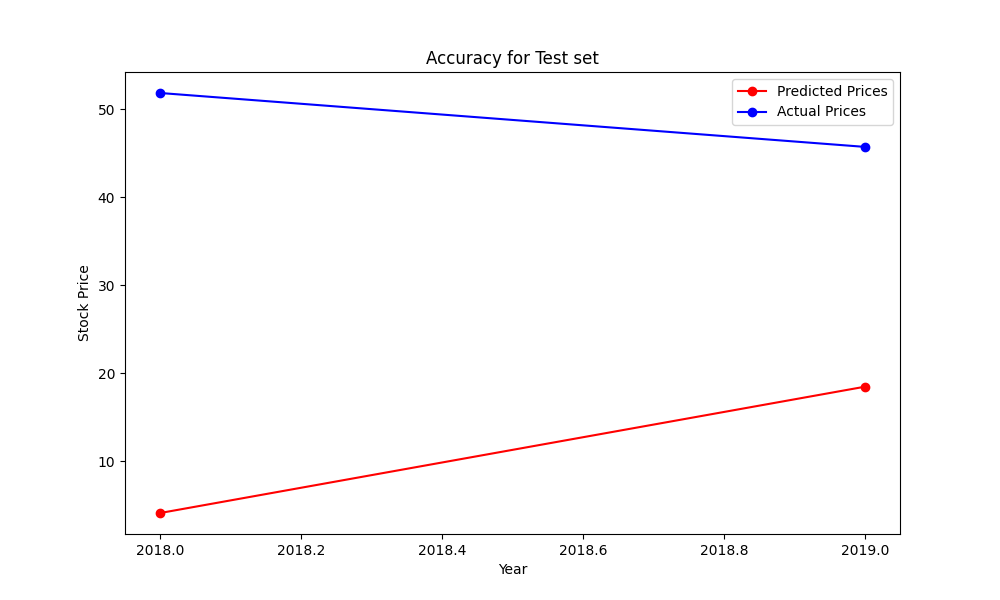 Accuracy for Test set
Predicted Prices
Actual Prices
Stock Price
50
40
30
20
10
2018.0 2018.2 2018.4 2018.6 2018.8 2019.0
Year